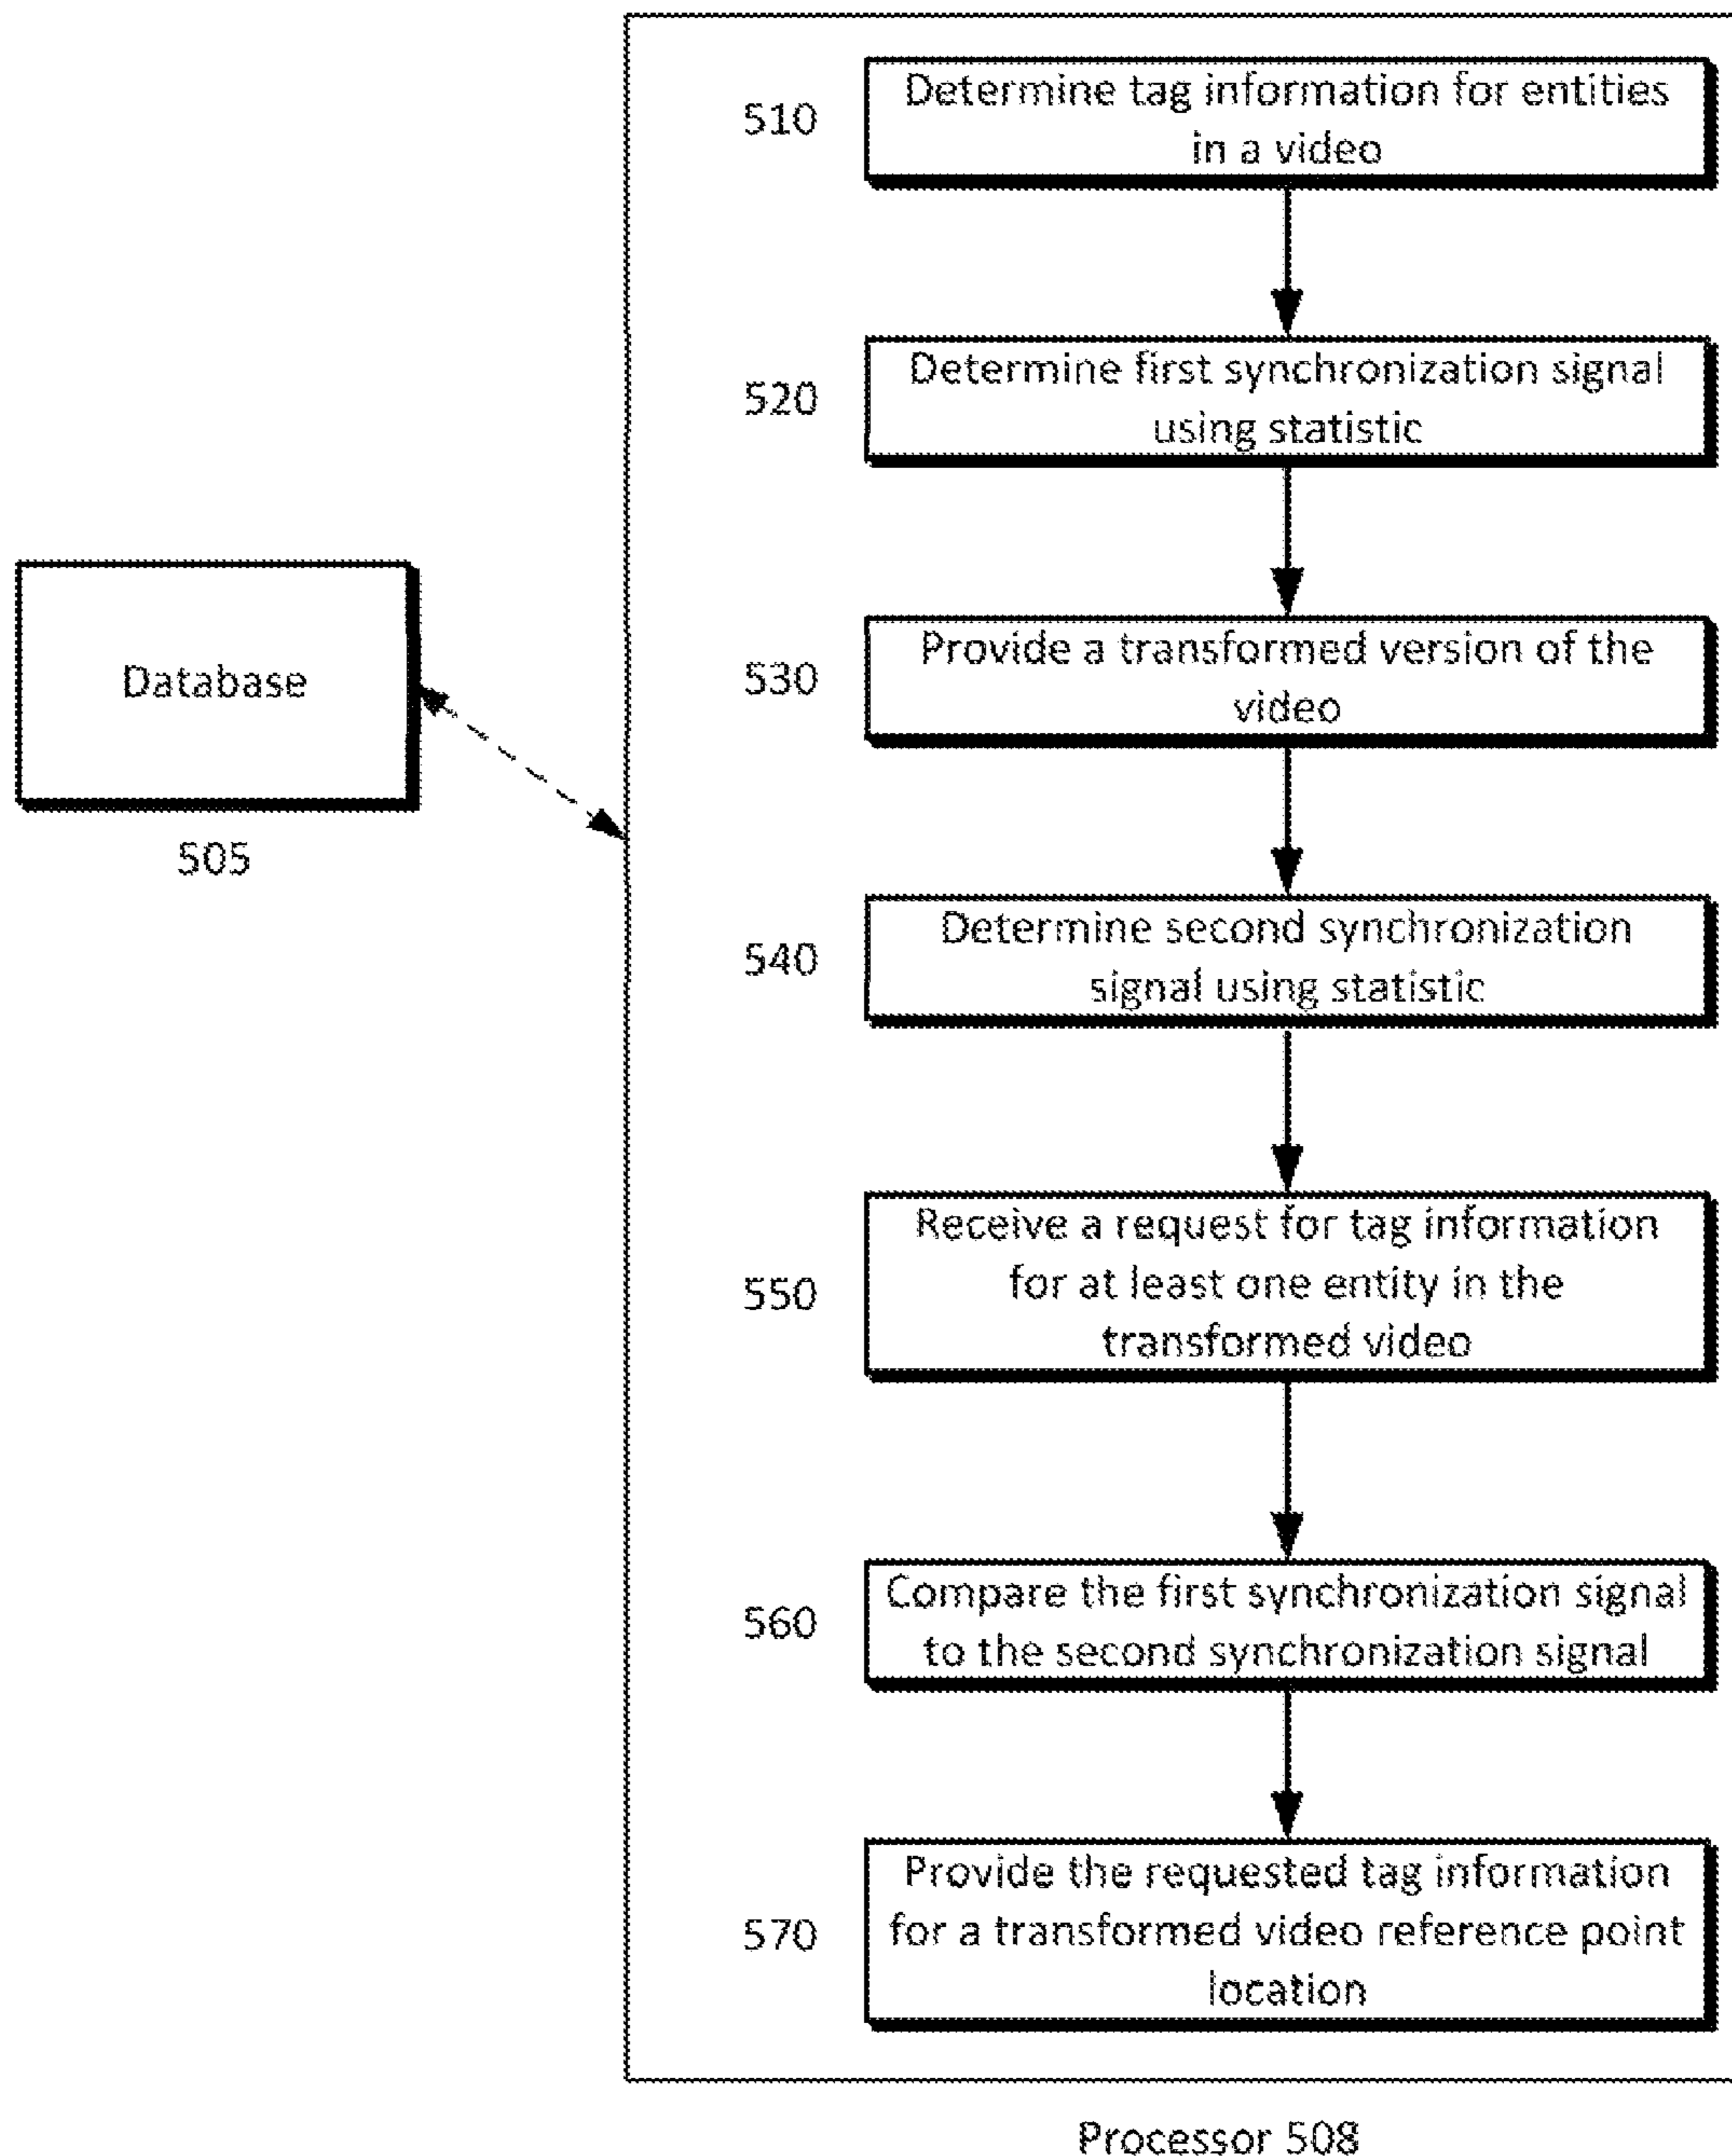 510
Determine tag information for entities
in a video
520
Determine first synchronization signal
using statistic
Database
505
530
Provide a transformed version of the
video
540
Determine second synchronization
signal using statistic
550
Receive a request for tag information
for at least one entity in the
transformed video
560
Compare the first synchronization signal
to the second synchronization signal
570
Provide the requested tag information
for a transformed video reference point
location
Processor 508